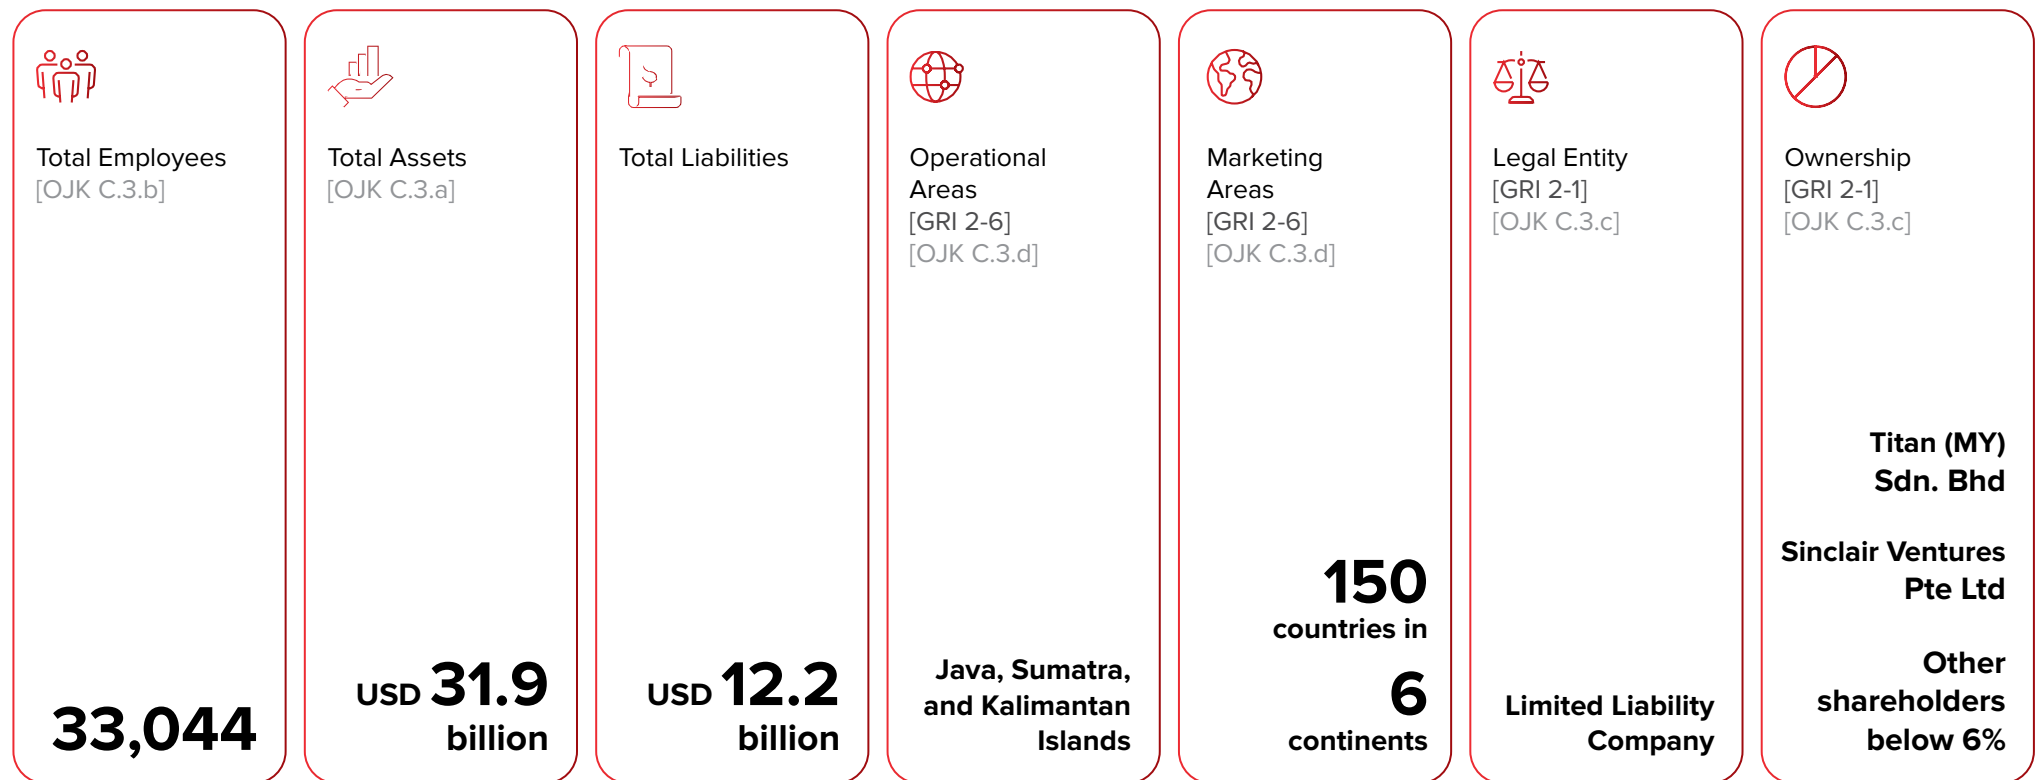 Total Employees
[OJK C.3.b]
33,044
Total Assets
[OJK C.3.a]
USD 31.9
billion
Total Liabilities
USD 12.2
billion
Operational
Areas
[GRI 2-6]
[OJK C.3.d]
Java, Sumatra,
and Kalimantan
Islands
Marketing
Areas
[GRI 2-6]
[OJK C.3.d]
150
countries in
6
continents
Legal Entity
[GRI 2-1]
[OJK C.3.c]
Limited Liability
Company
Ownership
[GRI 2-1]
[OJK C.3.c]
Titan (MY)
Sdn. Bhd
Sinclair Ventures
Pte Ltd
Other
shareholders
below 6%